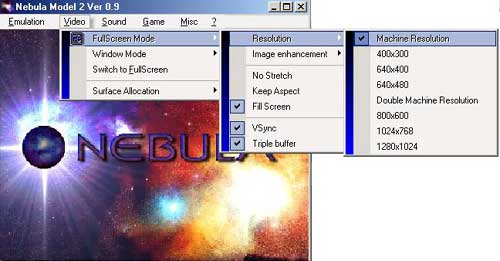 Nebula Model 2 Ver 0.9
Emulation Video Sound Game Misc ?
FullScreen Mode
Window Mode
Switch to FullScreen
Surface Allocation
Resolution
Image enhancement
No Stretch
Keep Aspect
Fill Screen
VSync
Triple buffer
Machine Resolution
400x300
640x400
640x480
Double Machine Resolution
800x600
1024x768
1280x1024
NEBULA